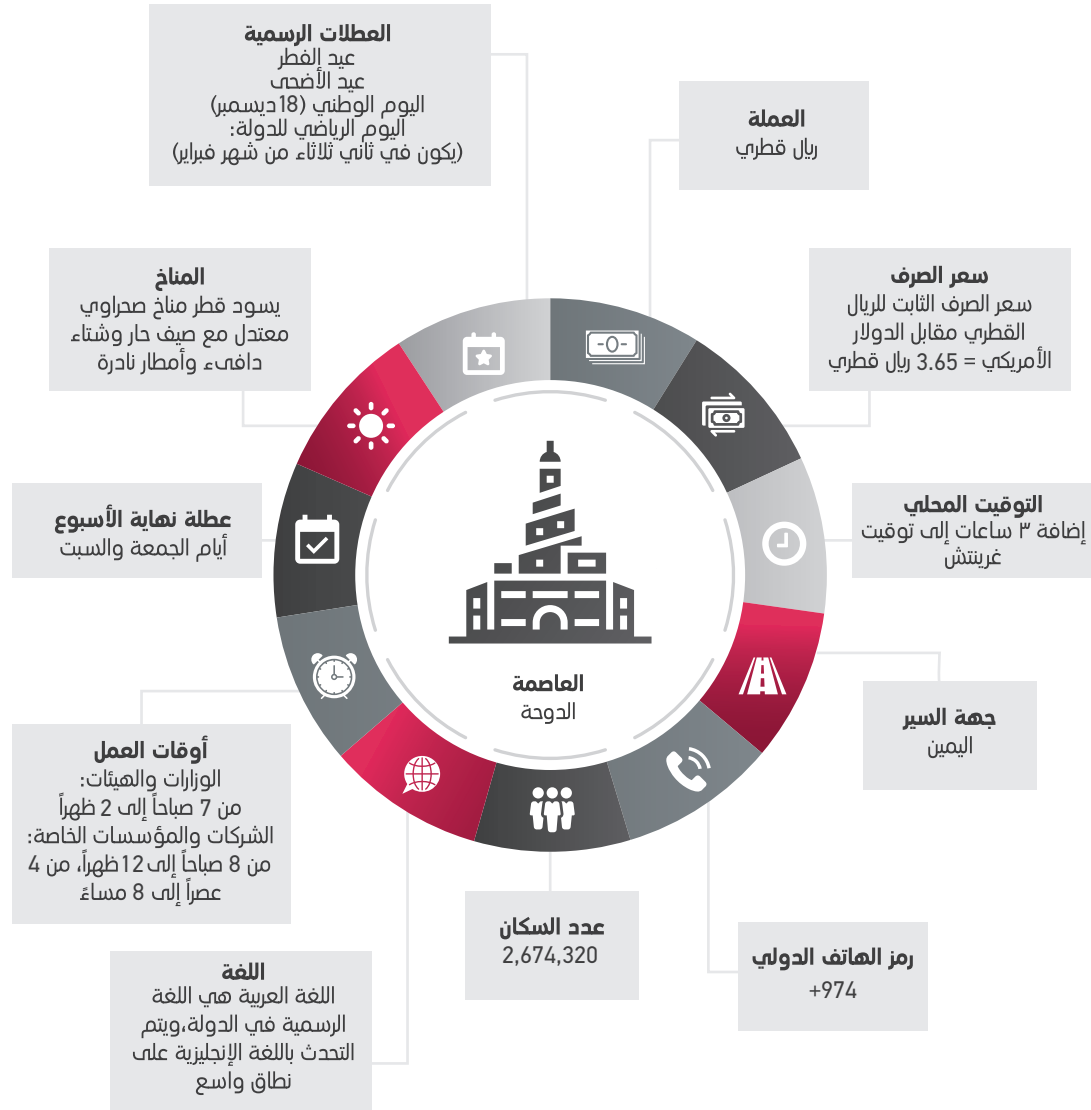 العطلات الرسمية
عيد الفطر
عيد الأضحى
اليوم الوطني (18 ديسمبر)
اليوم الرياضي للدولة:
(يكون في ثاني ثلاثاء من شهر فبراير)
العملة
ريال قطري
سعر الصرف
سعر الصرف الثابت للريال
القطري مقابل الدولار
الأمريكي = 3.65 ريال قطري
التوقيت المحلي
إضافة ٣ ساعات إلى توقيت
غرينتش
جهة السير
اليمين
رمز الهاتف الدولي
+974
عدد السكان
2,674,320
اللغة
اللغة العربية هي اللغة
الرسمية في الدولة،ويتم
التحدث باللغة الإنجليزية على
نطاق واسع
أوقات العمل
الوزارات والهيئات:
من 7 صباحاً إلى 2 ظهراً
الشركات والمؤسسات الخاصة:
من 8 صباحاً إلى 12 ظهراً، من 4
عصراً إلى 8 مساءً
عطلة نهاية الأسبوع
أيام الجمعة والسبت
المناخ
يسود قطر مناخ صحراوي
معتدل مع صيف حار وشتاء
دافىء وأمطار نادرة
العاصمة
الدوحة